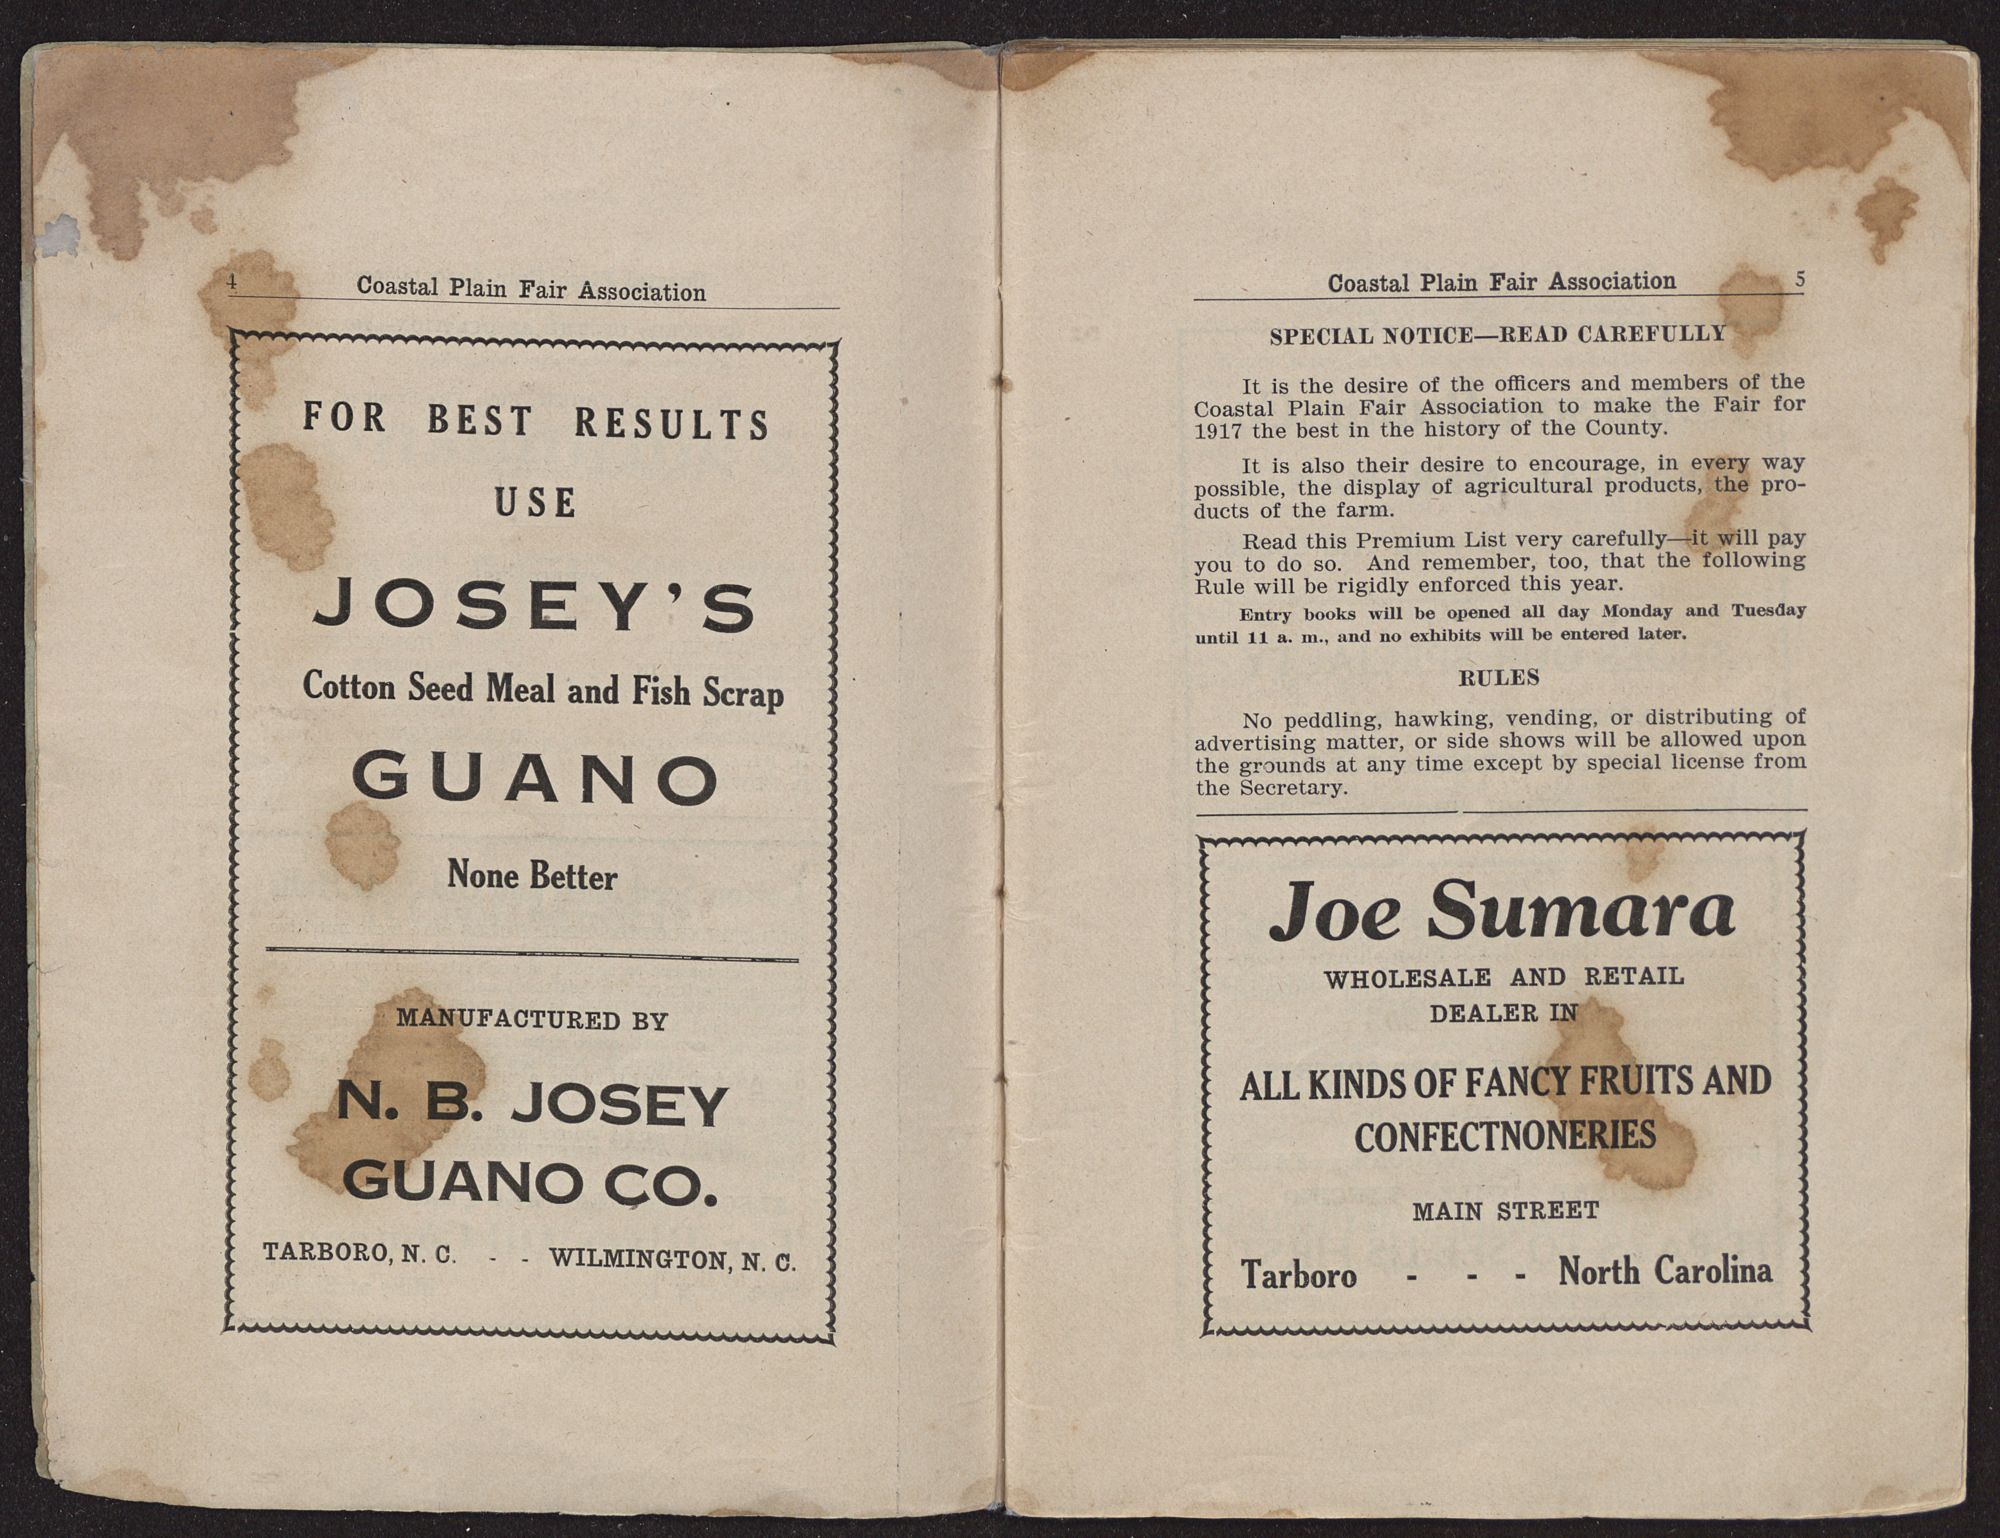 4
Coastal Plain Fair Association
FOR BEST RESULTS
USE
JOSEY'S
Cotton Seed Meal and Fish Scrap
GUANO
None Better
MANUFACTURED BY
N. B. JOSEY
GUANO CO.
TARBORO, N. C. - - WILMINGTON, N. C.
Coastal Plain Fair Association 5
SPECIAL NOTICE—READ CAREFULLY
It is the desire of the officers and members of the
Coastal Plain Fair Association to make the Fair for
1917 the best in the history of the County.
It is also their desire to encourage, in every way
possible, the display of agricultural products, the pro-
ducts of the farm.
Read this Premium List very carefully—it will pay
you to do so. And remember, too, that the following
Rule will be rigidly enforced this year.
Entry books will be opened all day Monday and Tuesday
until 11 a. m., and no exhibits will be entered later.
RULES
No peddling, hawking, vending, or distributing of
advertising matter, or side shows will be allowed upon
the grounds at any time except by special license from
the Secretary.
Joe Sumara
WHOLESALE AND RETAIL
DEALER IN
ALL KINDS OF FANCY FRUITS AND
CONFECTNONERIES
MAIN STREET
Tarboro - - - North Carolina